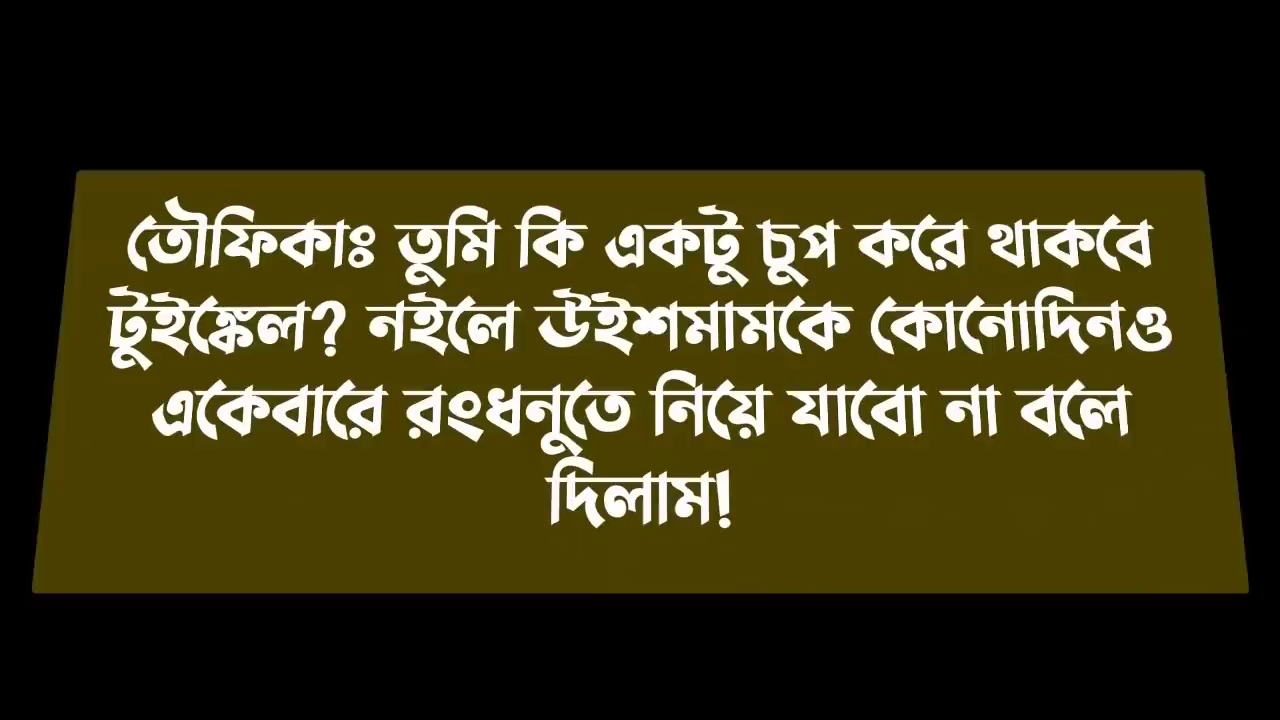 তৌফিকাঃ তুমি কি একটু চুপ করে থাকবে
টুইঙ্কেল? নইলে উইশমামকে কোনোদিনও
একেবারে রংধনুতে নিয়ে যাবো না বলে
দিলাম!